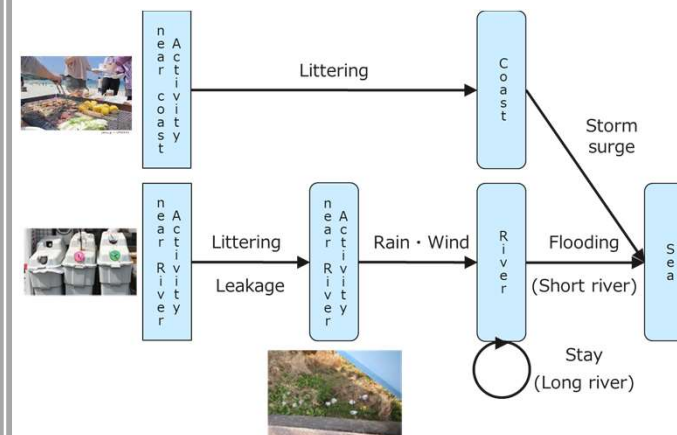 Activity
near coast
Littering
Coast
Storm
surge
Activity
near River
Littering
Leakage
Activity
near River
Rain・Wind
River
Flooding
(Short river)
Sea
Stay
(Long river)